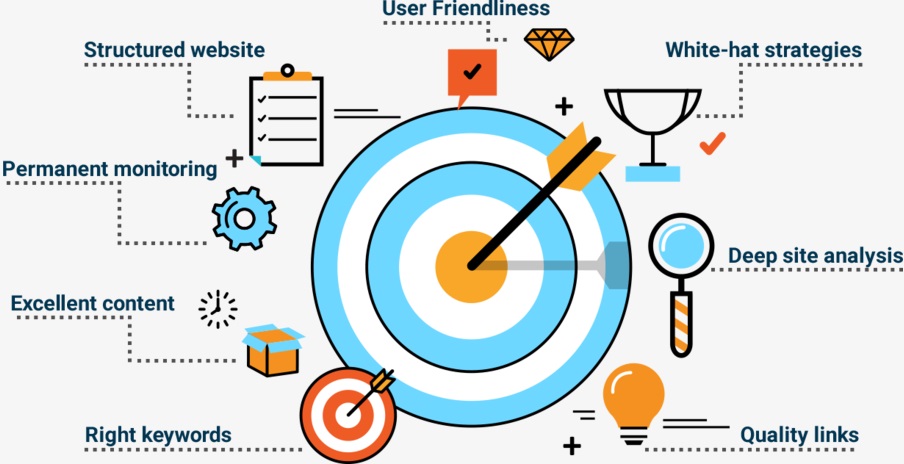 User Friendliness
Structured website
White-hat strategies
Permanent monitoring
Deep site analysis
Excellent content
Right keywords
Quality links